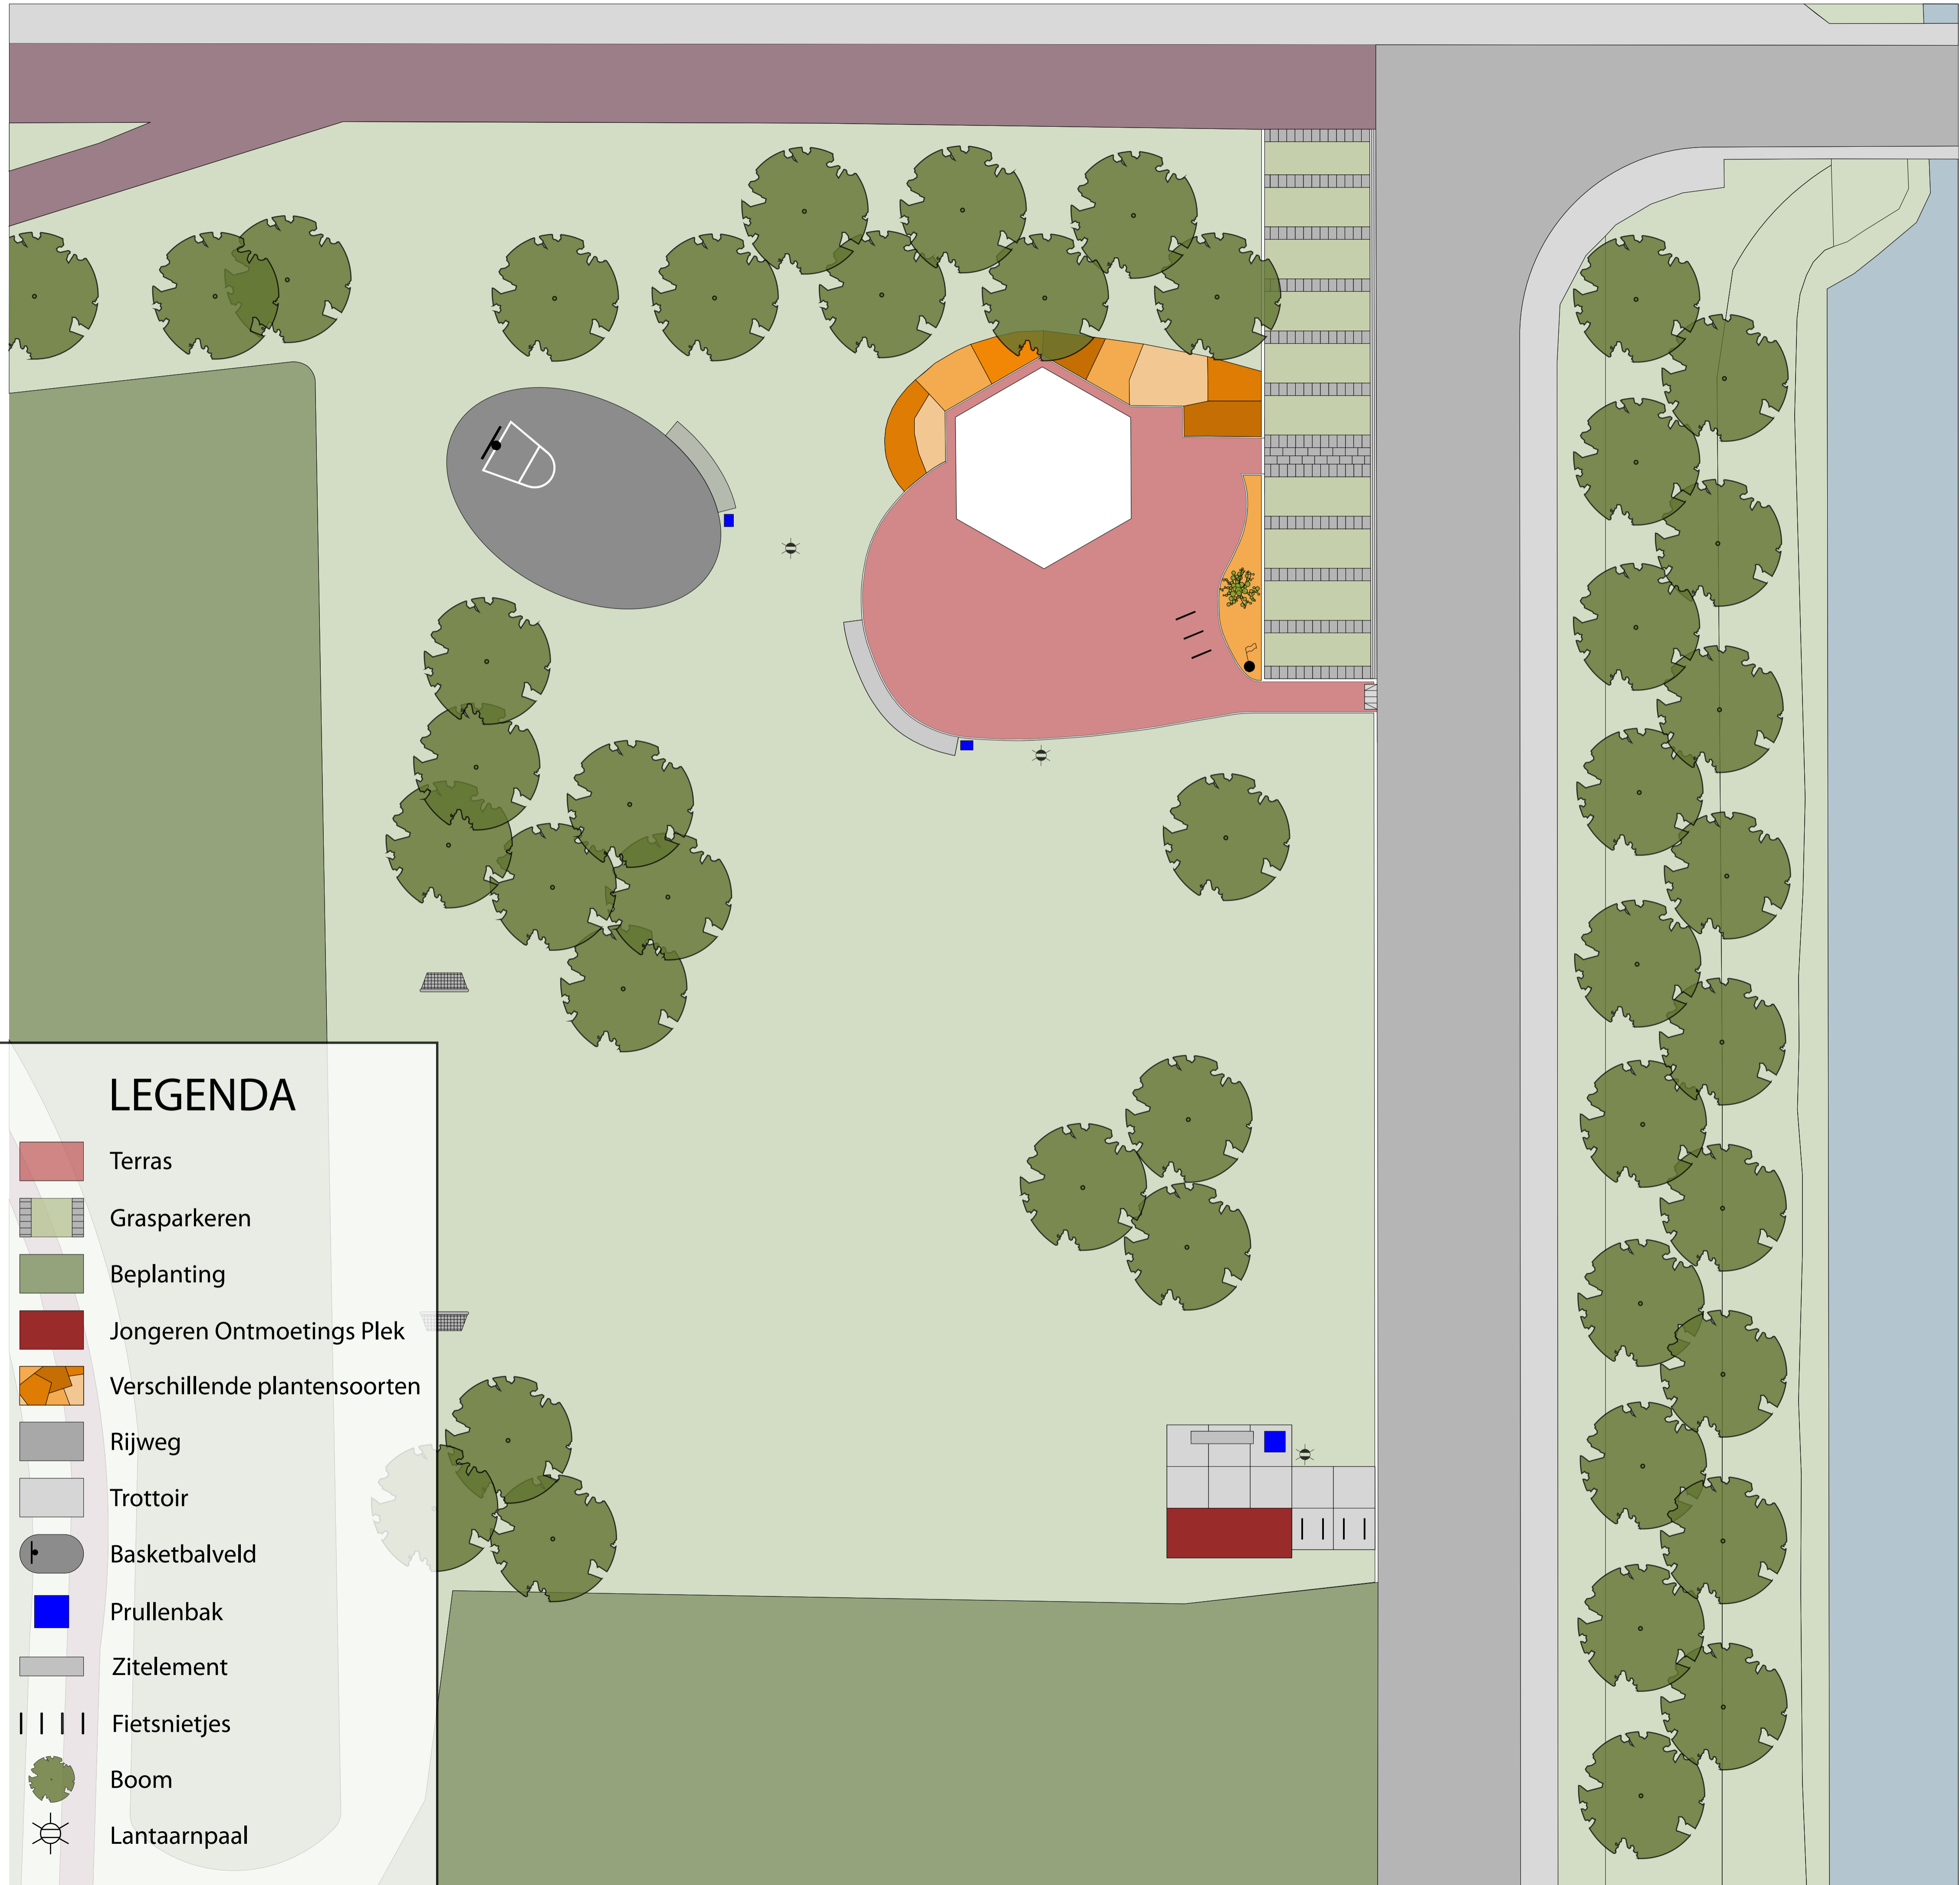 LEGENDA
Terras
Grasparkeren
Beplanting
Jongeren Ontmoetings Plek
Verschillende plantensoorten
Rijweg
Trottoir
Basketbalveld
Prullenbak
Zitelement
Fietsnietjes
Boom
Lantaarnpaal